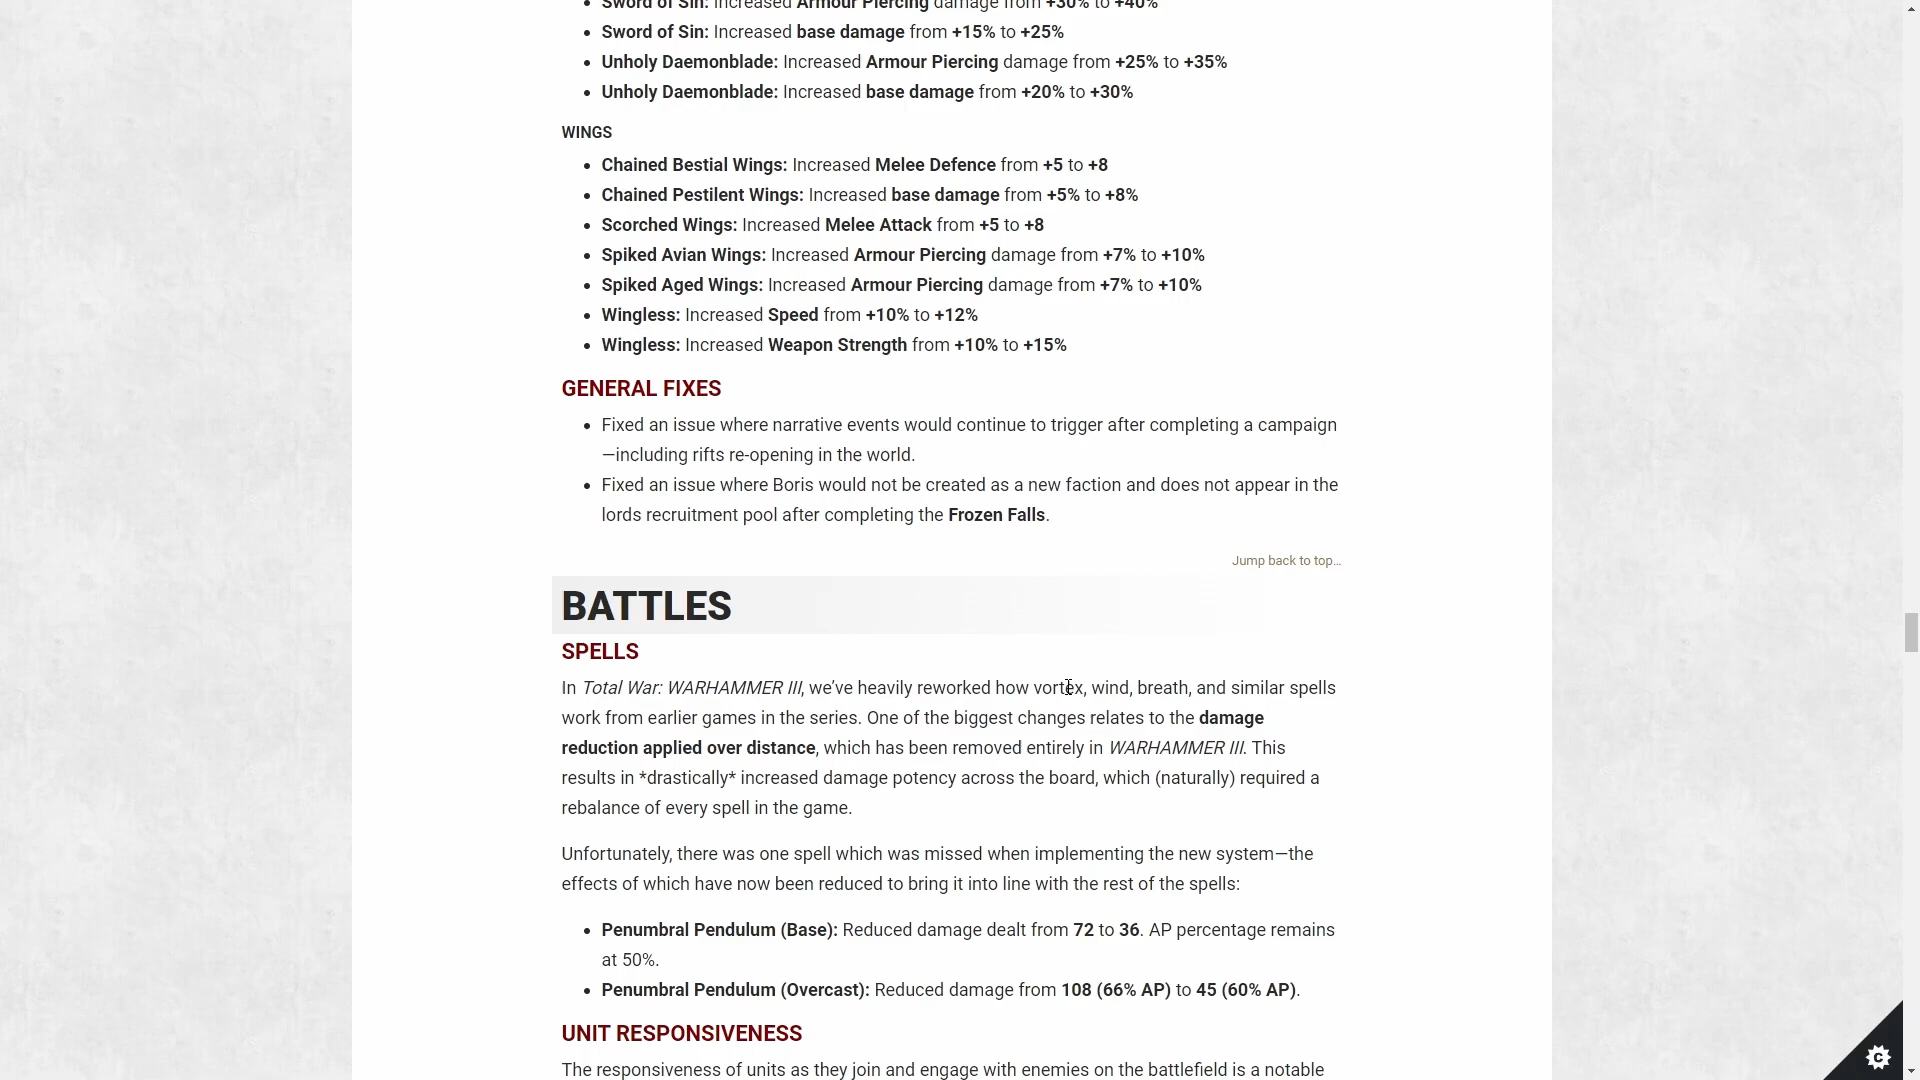 Sword of Sin: Increased Armour Piercing damage from +30% to +40%
Sword of Sin: Increased base damage from +15% to +25%
Unholy Daemonblade: Increased Armour Piercing damage from +25% to +35%
Unholy Daemonblade: Increased base damage from +20% to +30%
WINGS
Chained Bestial Wings: Increased Melee Defence from +5 to +8
Chained Pestilent Wings: Increased base damage from +5% to +8%
Scorched Wings: Increased Melee Attack from +5 to +8
Spiked Avian Wings: Increased Armour Piercing damage from +7% to +10%
Spiked Aged Wings: Increased Armour Piercing damage from +7% to +10%
Wingless: Increased Speed from +10% to +12%
Wingless: Increased Weapon Strength from +10% to +15%
GENERAL FIXES
Fixed an issue where narrative events would continue to trigger after completing a campaign
—including rifts re-opening in the world.
Fixed an issue where Boris would not be created as a new faction and does not appear in the
lords recruitment pool after completing the Frozen Falls.
Jump back to top…
BATTLES
SPELLS
In Total War: WARHAMMER III, we’ve heavily reworked how vortex, wind, breath, and similar spells
work from earlier games in the series. One of the biggest changes relates to the damage
reduction applied over distance, which has been removed entirely in WARHAMMER III. This
results in *drastically* increased damage potency across the board, which (naturally) required a
rebalance of every spell in the game.
Unfortunately, there was one spell which was missed when implementing the new system—the
effects of which have now been reduced to bring it into line with the rest of the spells:
Penumbral Pendulum (Base): Reduced damage dealt from 72 to 36. AP percentage remains
at 50%.
Penumbral Pendulum (Overcast): Reduced damage from 108 (66% AP) to 45 (60% AP).
UNIT RESPONSIVENESS
The responsiveness of units as they join and engage with enemies on the battlefield is a notable